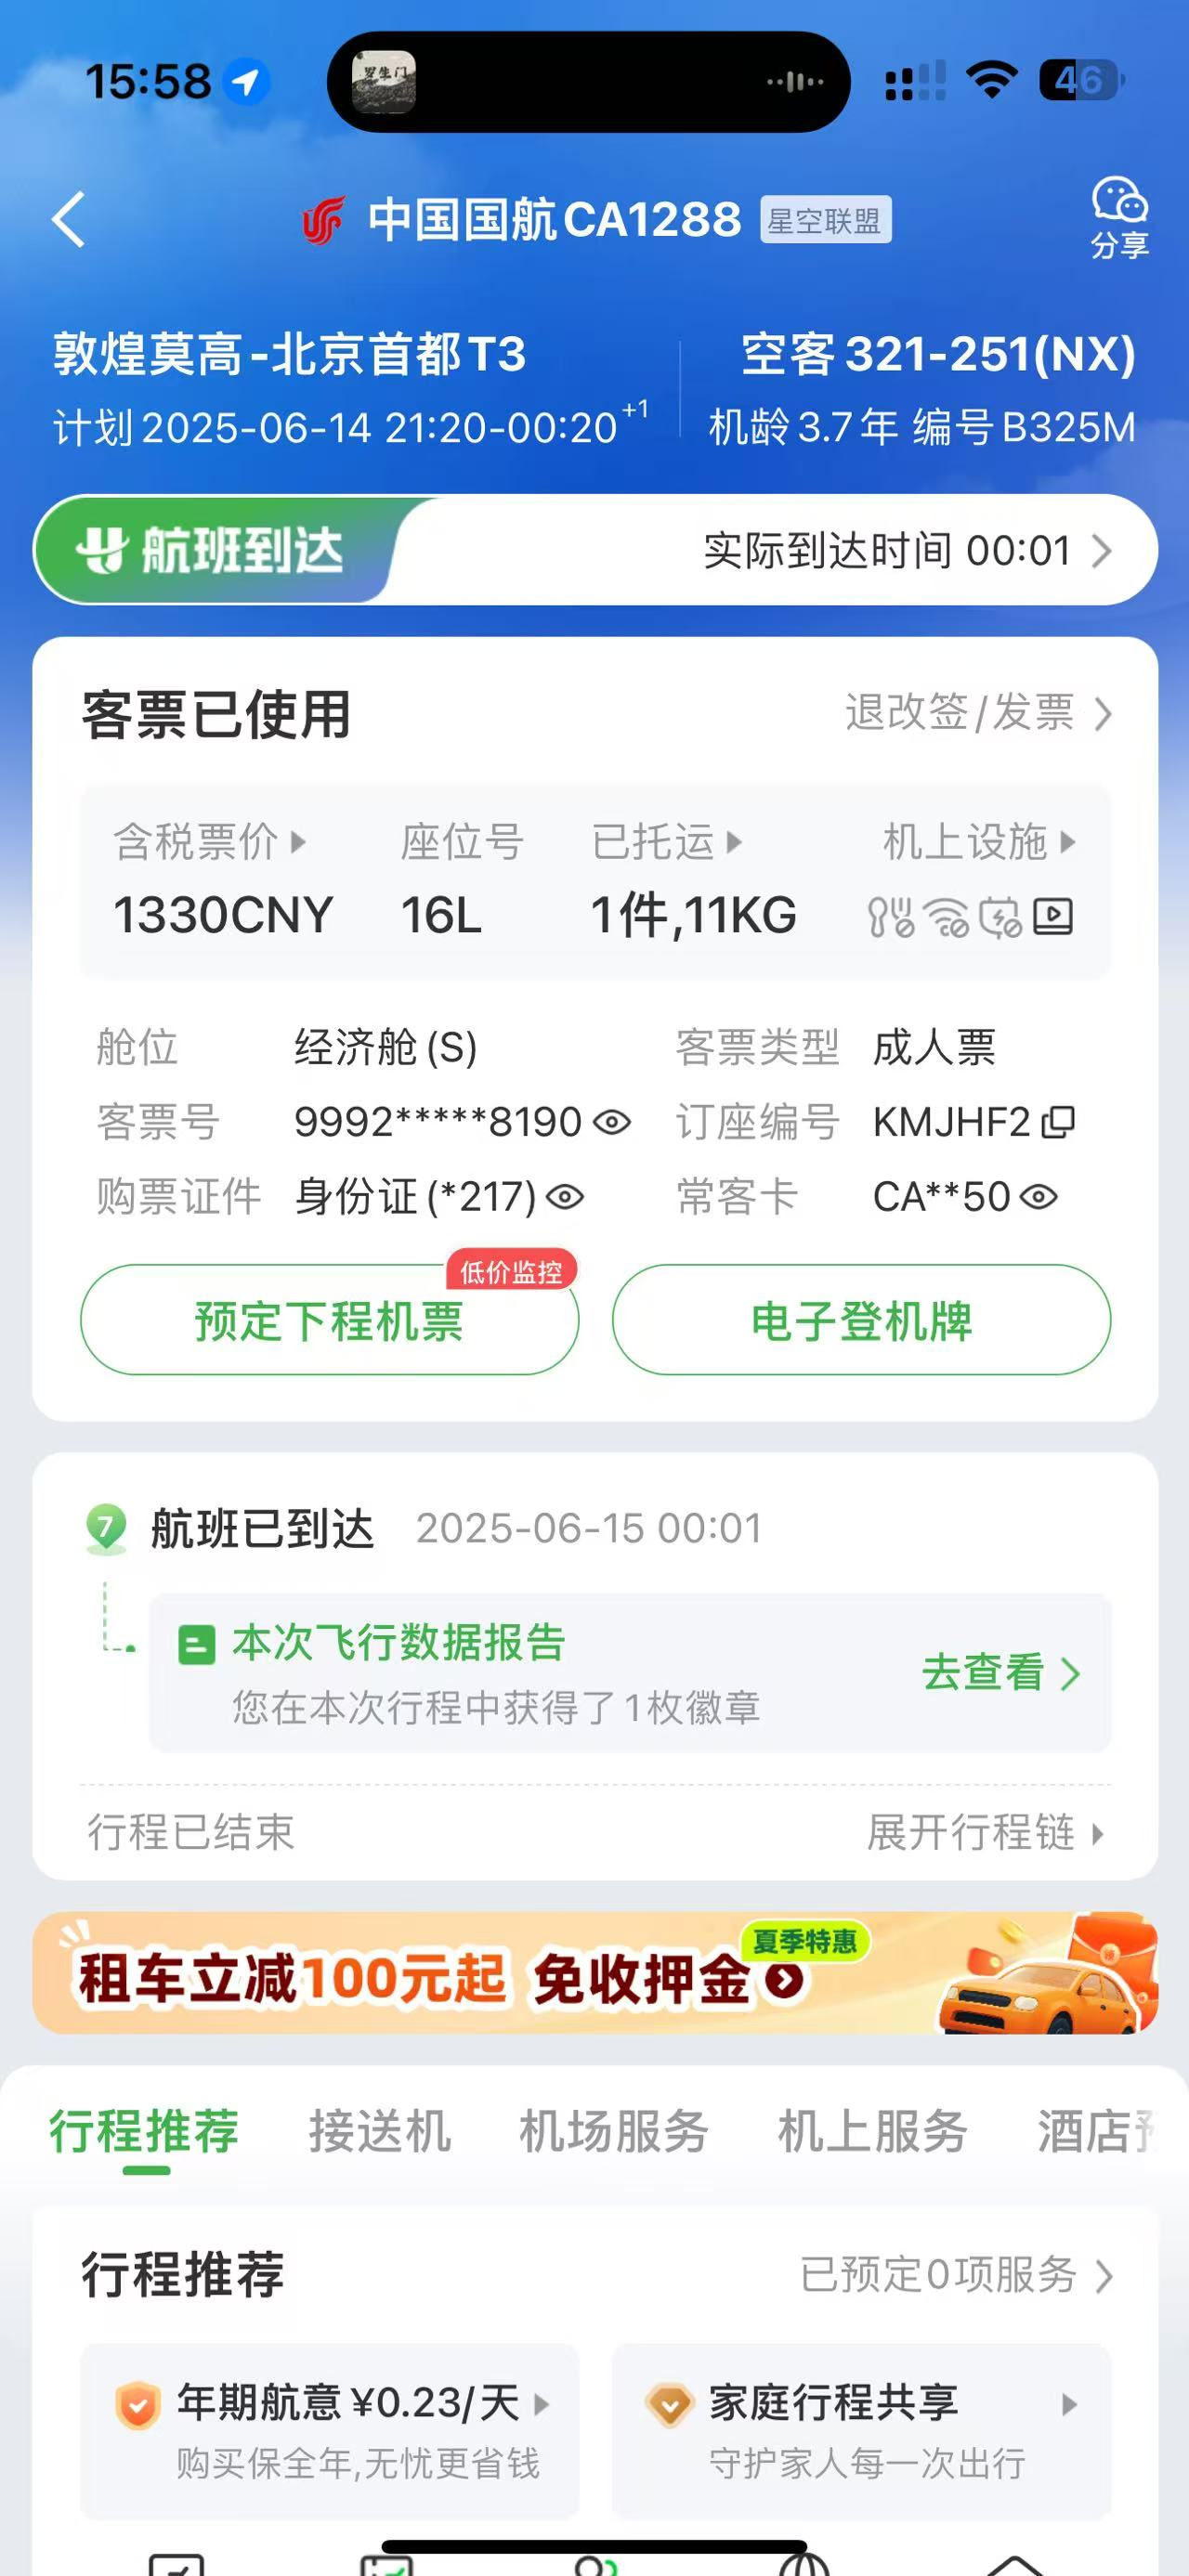 15:58
罗生门
46
中国国航CA1288 星空联盟
分享
敦煌莫高-北京首都T3
空客321-251(NX)
计划2025-06-14 21:20-00:20+1
机龄3.7年 编号B325M
航班到达
实际到达时间 00:01
客票已使用
退改签/发票
含税票价 座位号 已托运 机上设施
1330CNY 16L 1件,11KG
舱位 经济舱(S) 客票类型 成人票
客票号 9992*****8190 订座编号 KMJHF2
购票证件 身份证(*217) 常客卡 CA**50
低价监控
预定下程机票
电子登机牌
7 航班已到达 2025-06-15 00:01
本次飞行数据报告
您在本次行程中获得了1枚徽章
去查看
行程已结束
展开行程链
夏季特惠
租车立减100元起 免收押金
行程推荐 接送机 机场服务 机上服务 酒店
行程推荐
已预定0项服务
年期航意¥0.23/天
购买保全年,无忧更省钱
家庭行程共享
守护家人每一次出行